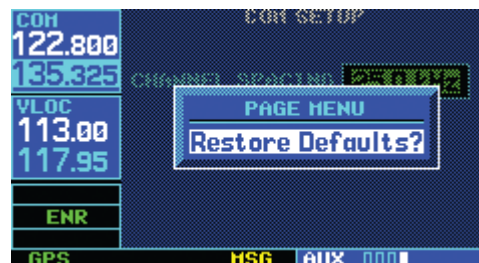 COM
122.800
135.325
VLOC
113.00
117.95
ENR
GPS
COM SETUP
CHANNEL SPACING 25.0 kHz
PAGE MENU
Restore Defaults?
MSG
AUX